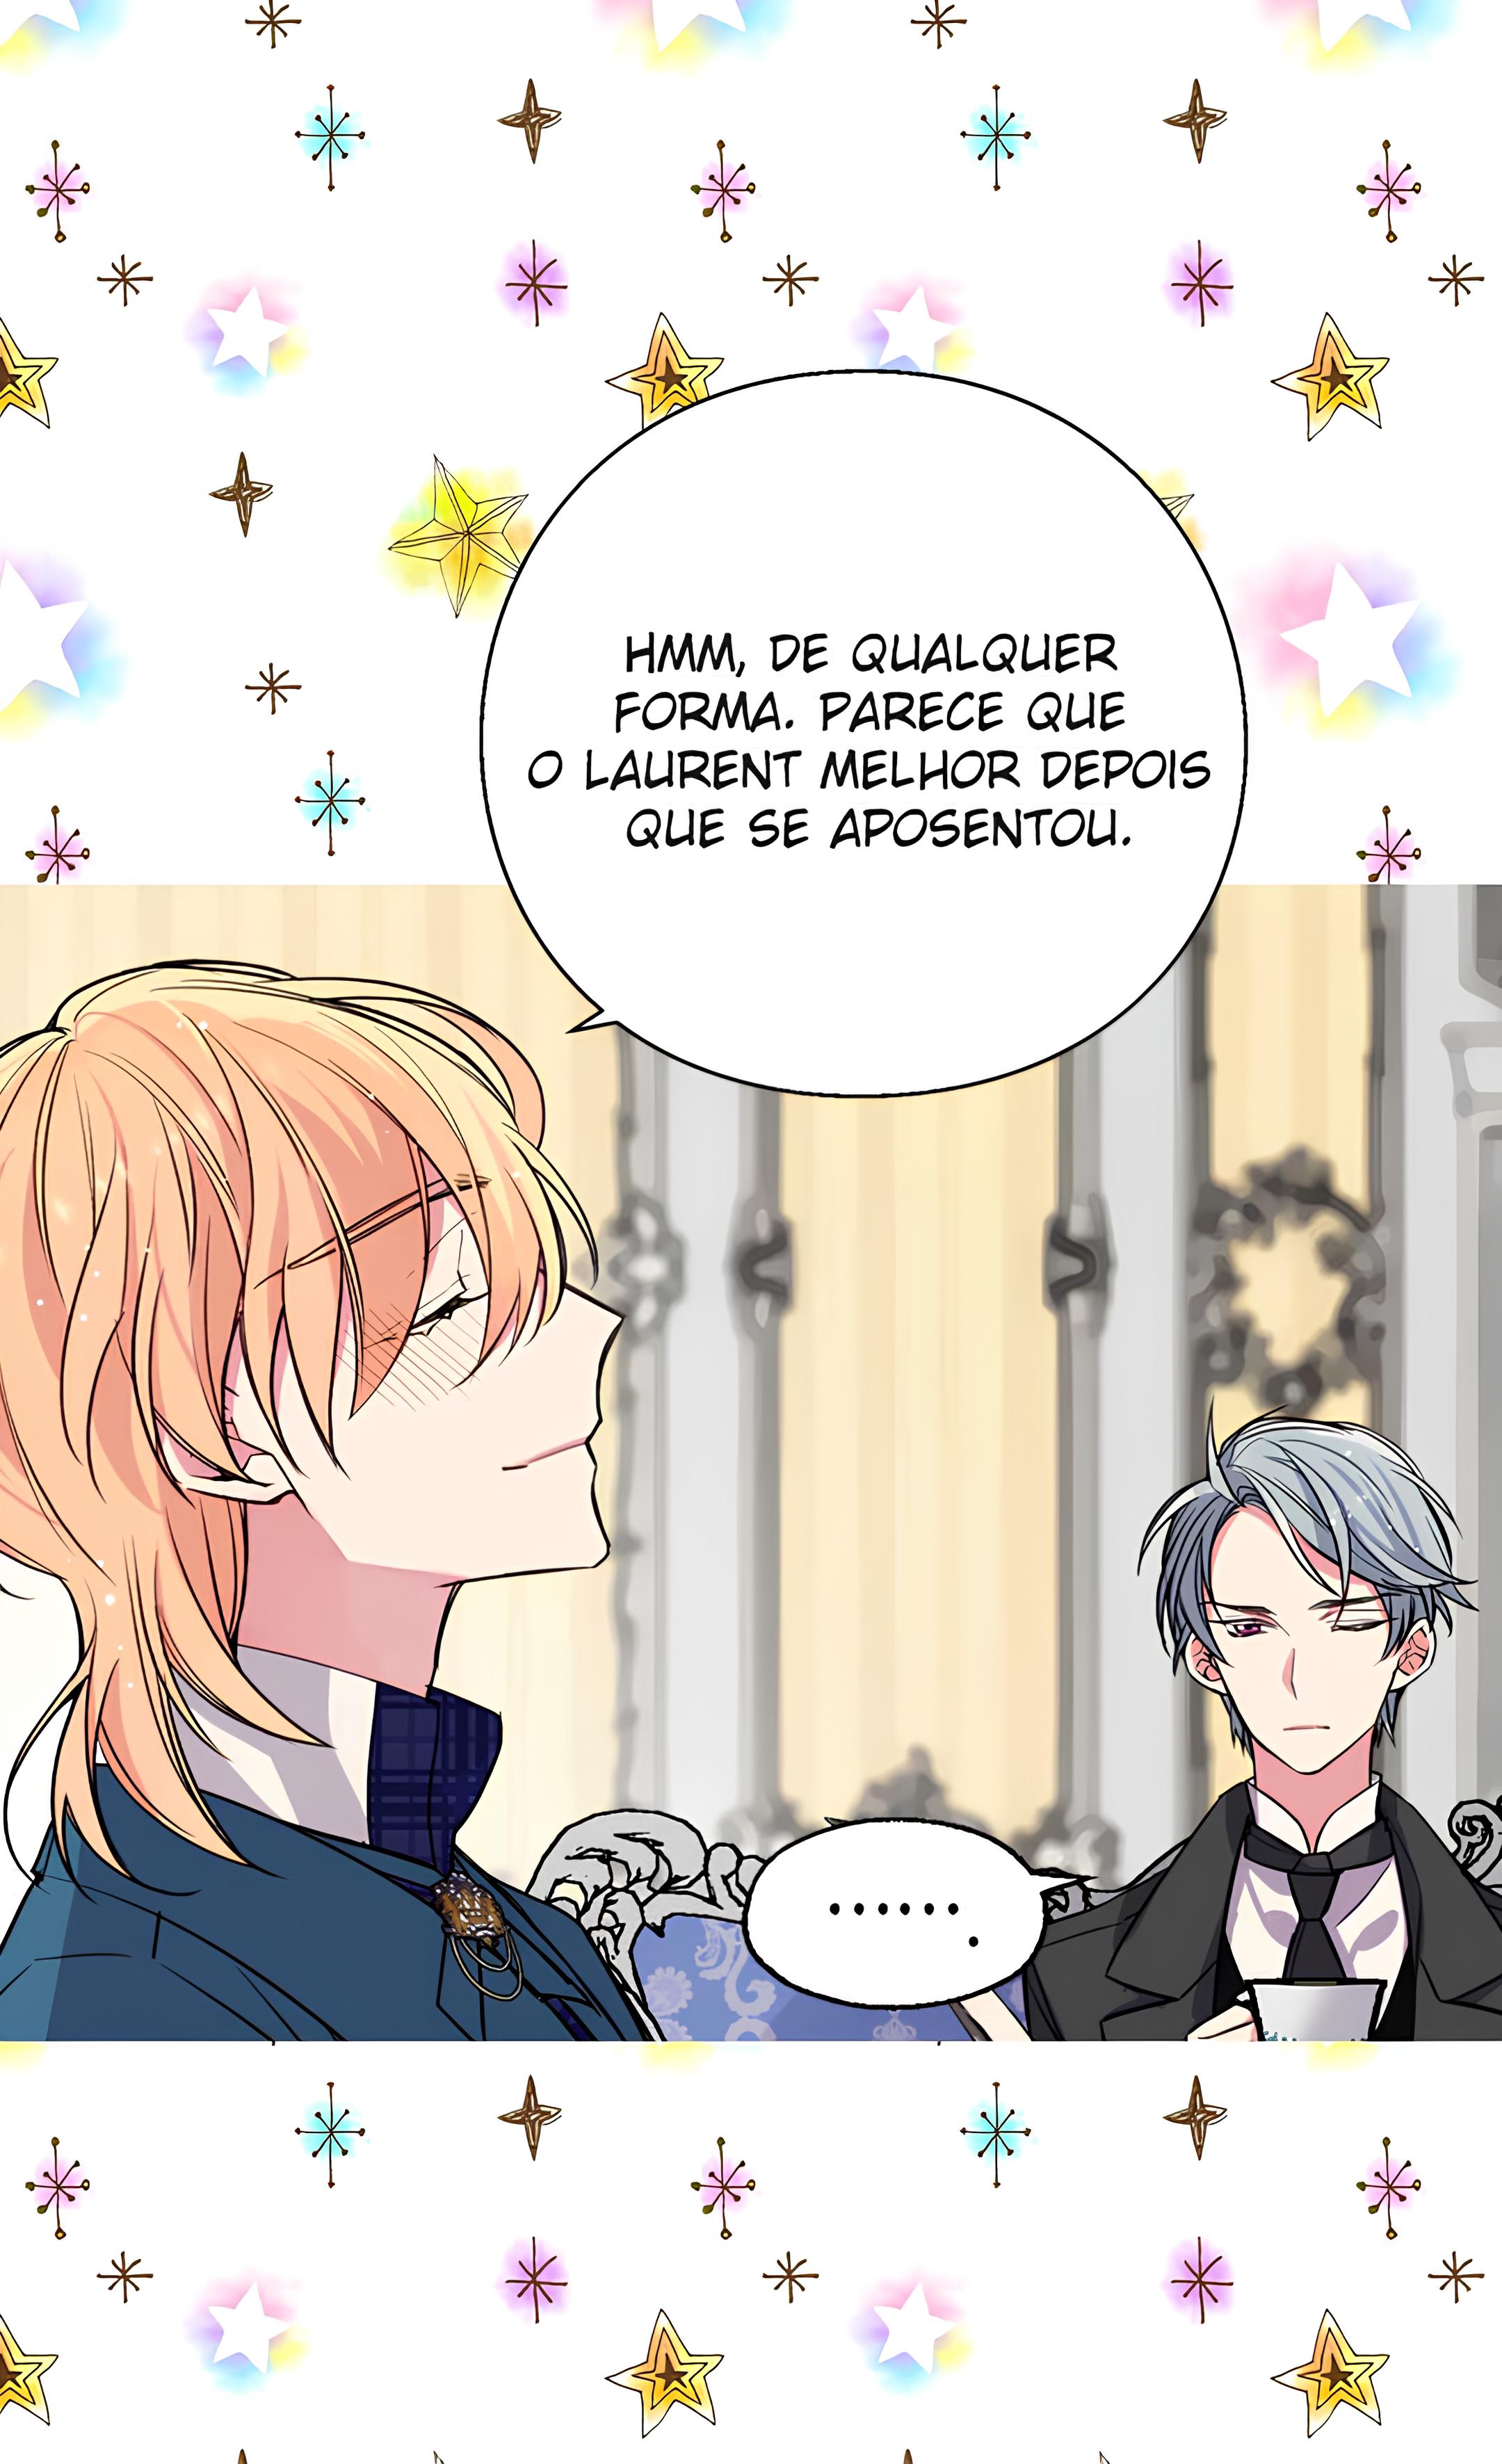 HMM, DE QUALQUER
FORMA. PARECE QUE
O LAURENT MELHOR DEPOIS
QUE SE APOSENTOU.
.......